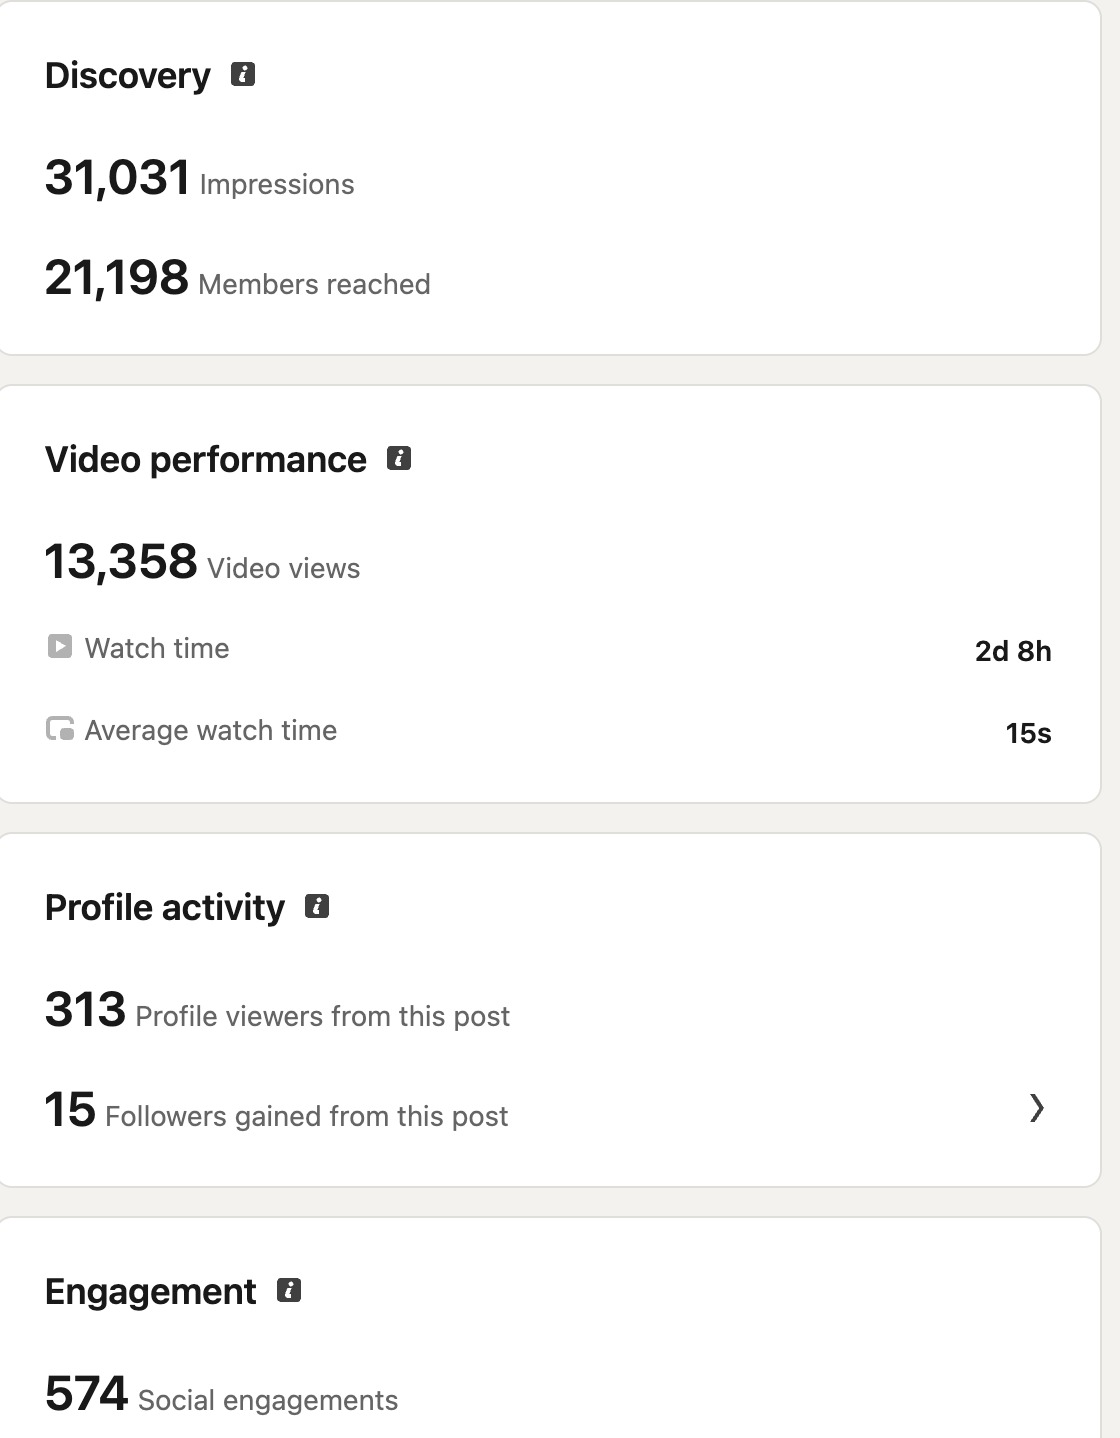 Discovery
31,031 Impressions
21,198 Members reached
Video performance
13,358 Video views
Watch time 2d 8h
Average watch time 15s
Profile activity
313 Profile viewers from this post
15 Followers gained from this post
Engagement
574 Social engagements